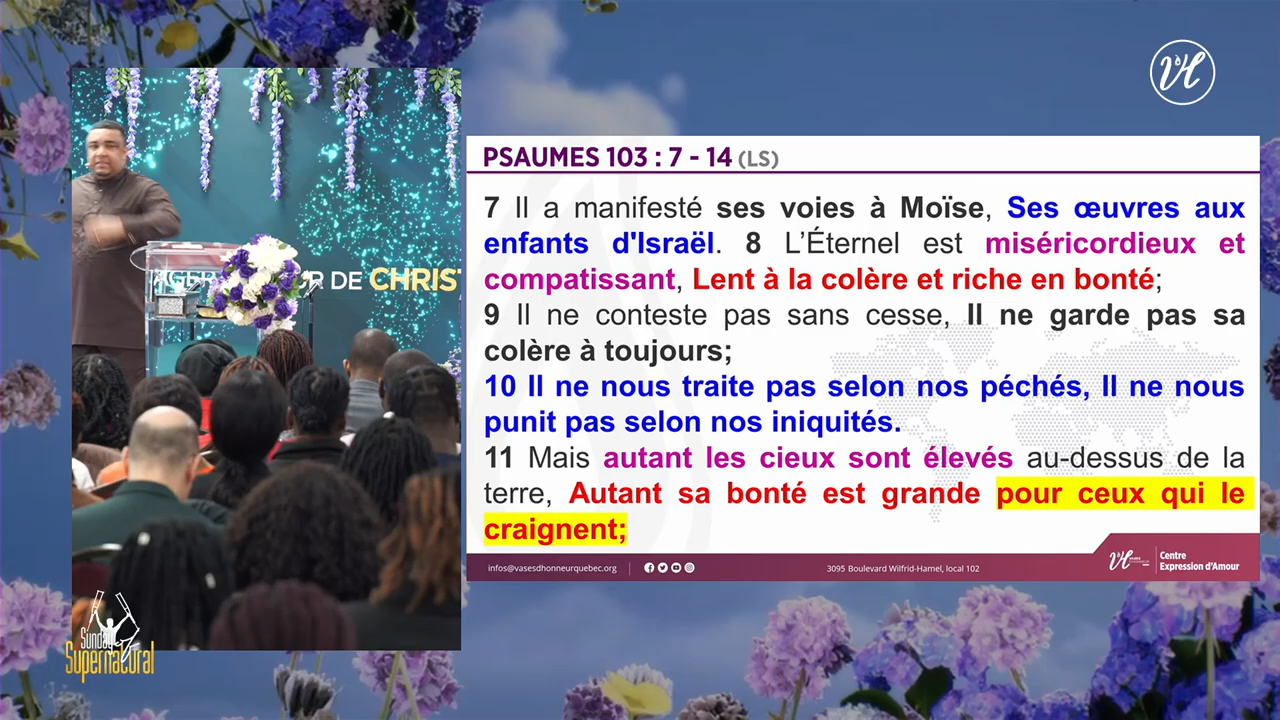 PSAUMES 103 : 7 - 14 (LS)
7 Il a manifesté ses voies à Moïse, Ses œuvres aux
enfants d'Israël. 8 L’Éternel est miséricordieux et
compatissant, Lent à la colère et riche en bonté;
9 Il ne conteste pas sans cesse, Il ne garde pas sa
colère à toujours;
10 Il ne nous traite pas selon nos péchés, Il ne nous
punit pas selon nos iniquités.
11 Mais autant les cieux sont élevés au-dessus de la
terre, Autant sa bonté est grande pour ceux qui le
craignent;
infos@vasesdhonneurquebec.org
3095 Boulevard Wilfrid-Hamel, local 102
Centre
Expression d'Amour
DE CHRIST
Sunday
Supernatural